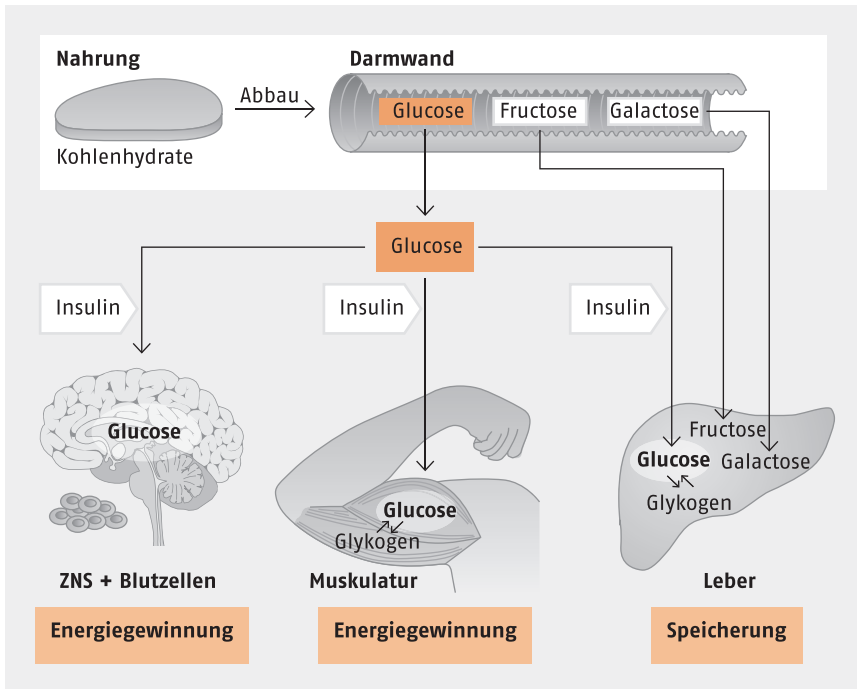 Nahrung
Darmwand
Abbau
Glucose
Fructose
Galactose
Kohlenhydrate
Glucose
Insulin
Insulin
Insulin
Glucose
Glucose
Glykogen
Fructose
Glucose
Galactose
Glykogen
ZNS + Blutzellen
Muskulatur
Leber
Energiegewinnung
Energiegewinnung
Speicherung